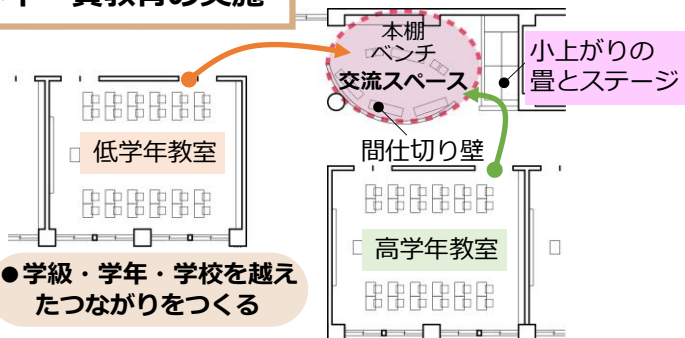 一貫教育の実施
本棚
ベンチ
交流スペース
小上がりの
畳とステージ
間仕切り壁
低学年教室
高学年教室
●学級・学年・学校を越え
たつながりをつくる